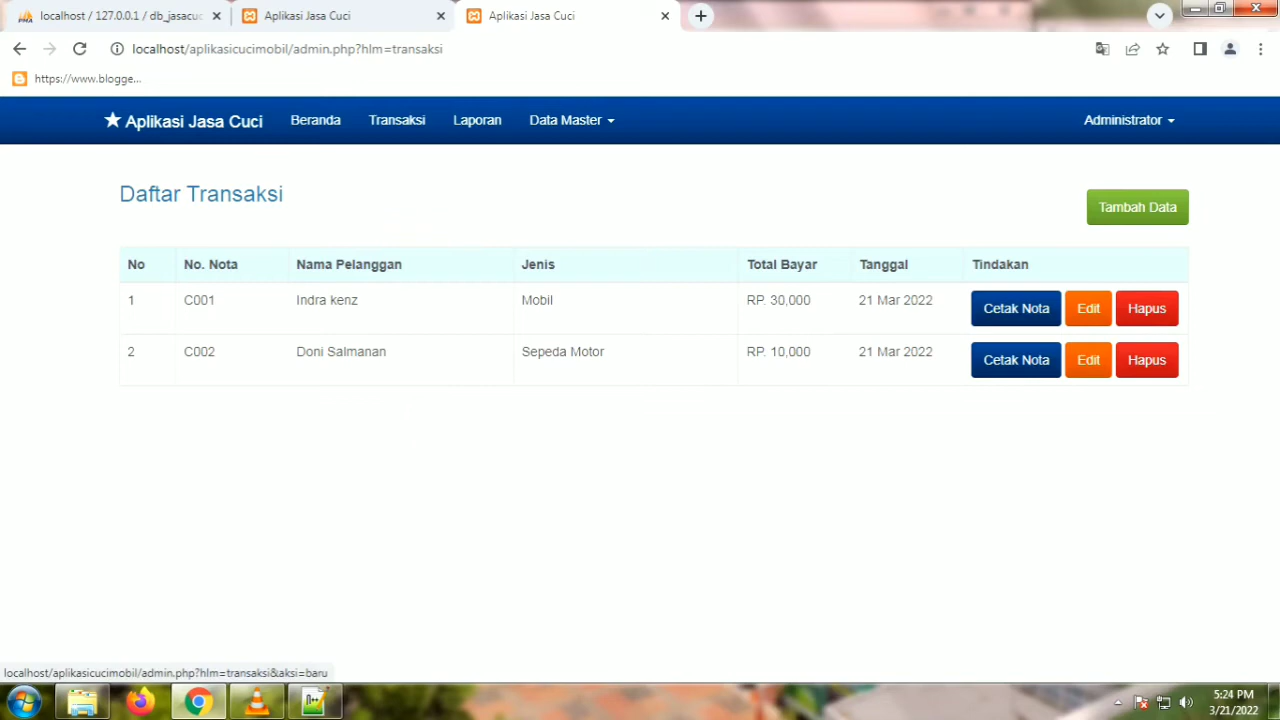 localhost / 127.0.0.1 / db_jasacuc
Aplikasi Jasa Cuci
Aplikasi Jasa Cuci
localhost/aplikasicucimobil/admin.php?hlm=transaksi
https://www.blogge...
Aplikasi Jasa Cuci
Beranda
Transaksi
Laporan
Data Master
Administrator
Daftar Transaksi
Tambah Data
No No. Nota Nama Pelanggan Jenis Total Bayar Tanggal Tindakan
1 C001 Indra kenz Mobil RP. 30,000 21 Mar 2022 Cetak Nota Edit Hapus
2 C002 Doni Salmanan Sepeda Motor RP. 10,000 21 Mar 2022 Cetak Nota Edit Hapus
localhost/aplikasicucimobil/admin.php?hlm=transaksi&aksi=baru
5:24 PM
3/21/2022